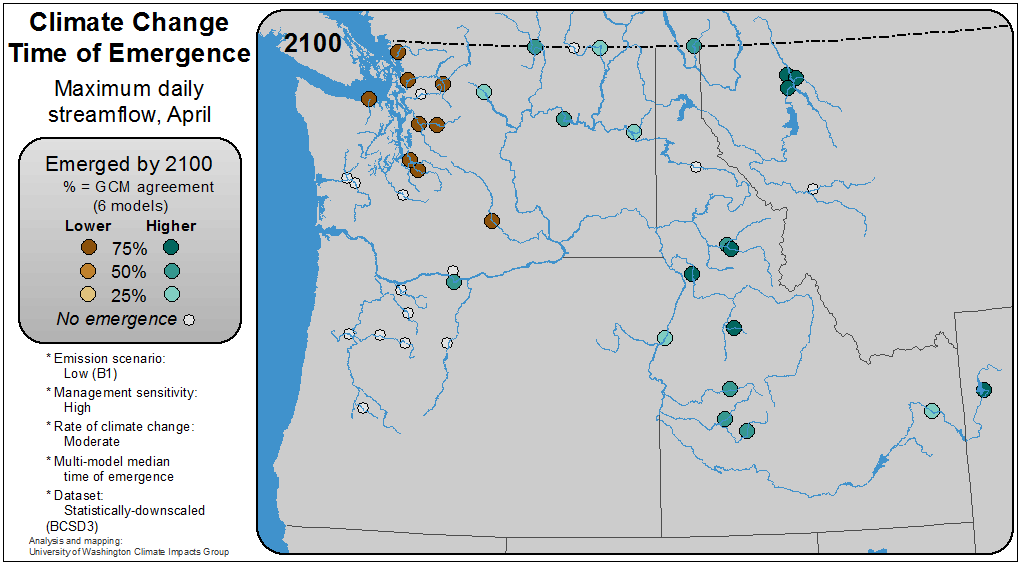 Climate Change
Time of Emergence
Maximum daily
streamflow, April
Emerged by 2100
% = GCM agreement
(6 models)
Lower Higher
75%
50%
25%
No emergence
* Emission scenario:
Low (B1)
* Management sensitivity:
High
* Rate of climate change:
Moderate
* Multi-model median
time of emergence
* Dataset:
Statistically-downscaled
(BCSD3)
Analysis and mapping:
University of Washington Climate Impacts Group
2100